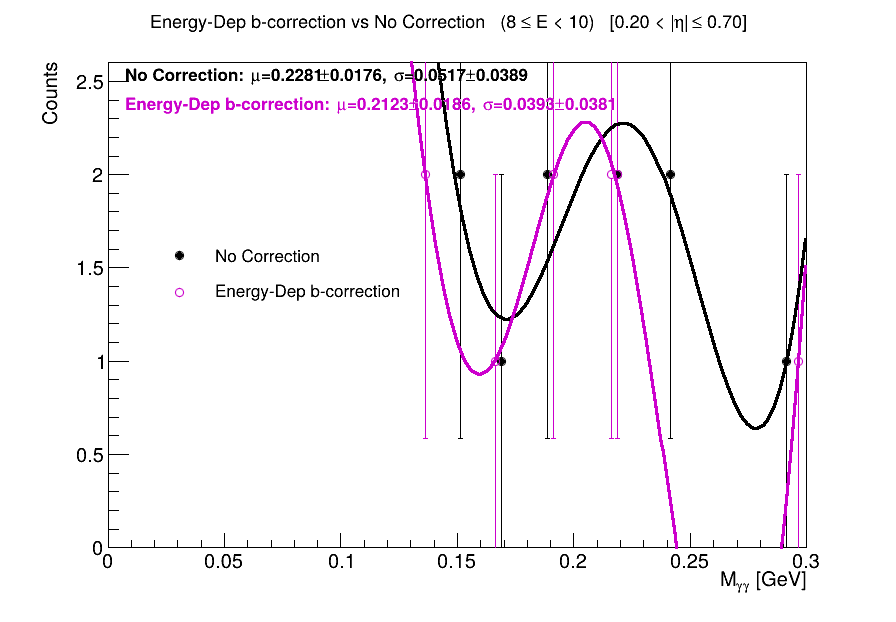 Energy-Dep b-correction vs No Correction (8 ≤ E < 10) [0.20 < |η| ≤ 0.70]
Counts
No Correction: μ=0.2281±0.0176, σ=0.0517±0.0389
Energy-Dep b-correction: μ=0.2123±0.0186, σ=0.0393±0.0381
2.5
2
1.5
1
0.5
0
No Correction
Energy-Dep b-correction
0 0.05 0.1 0.15 0.2 0.25 0.3
M_γγ [GeV]